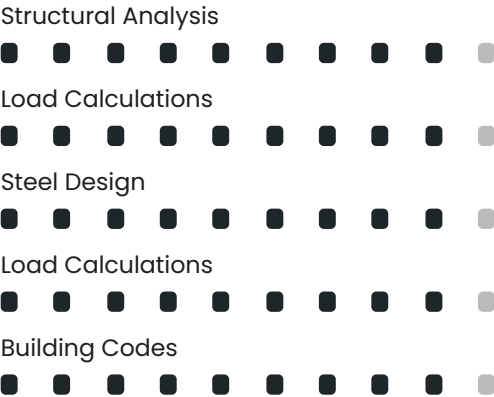 Structural Analysis
Load Calculations
Steel Design
Load Calculations
Building Codes